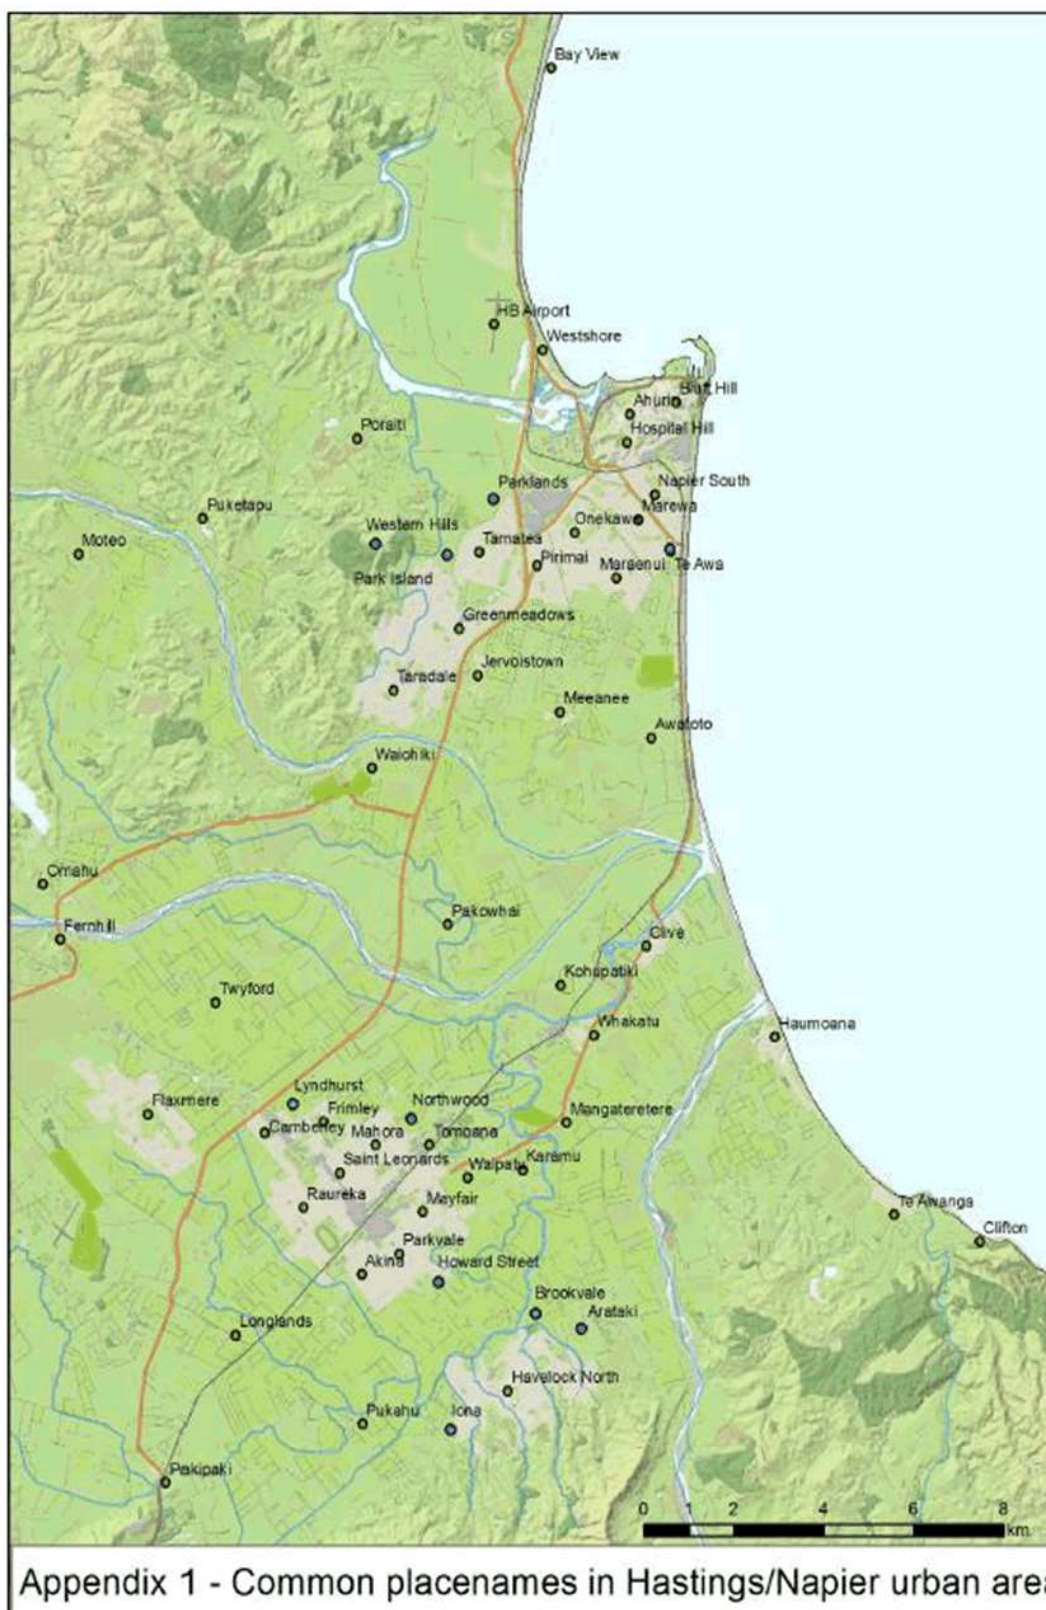 Bay View
HB Airport
Westshore
Bluff Hill
Ahuriri
Hospital Hill
Poraiti
Parklands
Napier South
Puketapu
Marewa
Western Hills
Onekawa
Moteo
Tamatea
Pirimai
Maraenui
Te Awa
Park Island
Greenmeadows
Jervoistown
Taradale
Meeanee
Awatoto
Waiohiki
Omahu
Pakowhai
Fernhill
Clive
Kohupatiki
Twyford
Whakatu
Haumoana
Lyndhurst
Flaxmere
Frimley
Northwood
Mangateretere
Camberley
Mahora
Tomoana
Saint Leonards
Waipatu
Karamu
Raureka
Mayfair
Te Awanga
Clifton
Parkvale
Akina
Howard Street
Brookvale
Arataki
Longlands
Havelock North
Pukahu
Iona
Pakipaki
0 1 2 4 6 8
km
Appendix 1 - Common placenames in Hastings/Napier urban area